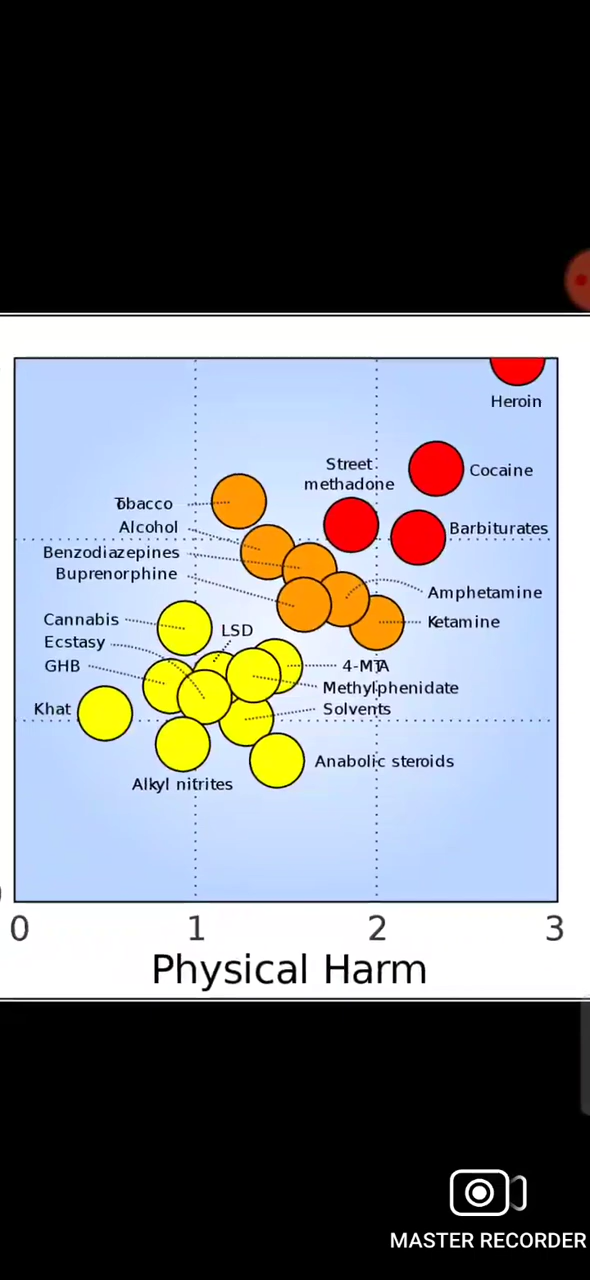 Heroin
Street
methadone
Cocaine
Tobacco
Alcohol
Barbiturates
Benzodiazepines
Buprenorphine
Amphetamine
Ketamine
Cannabis
LSD
Ecstasy
GHB
4-MTA
Methylphenidate
Khat
Solvents
Anabolic steroids
Alkyl nitrites
0 1 2 3
Physical Harm
MASTER RECORDER